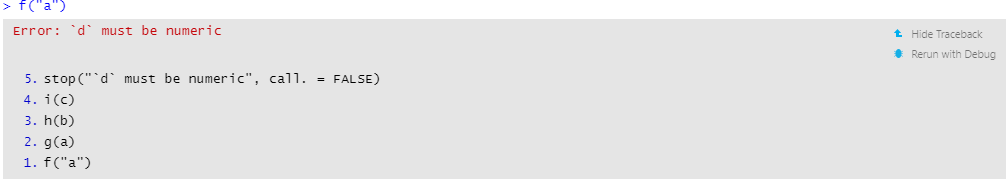 > f("a")
Error: `d` must be numeric
Hide Traceback
Rerun with Debug
5. stop("`d` must be numeric", call. = FALSE)
4. i(c)
3. h(b)
2. g(a)
1. f("a")